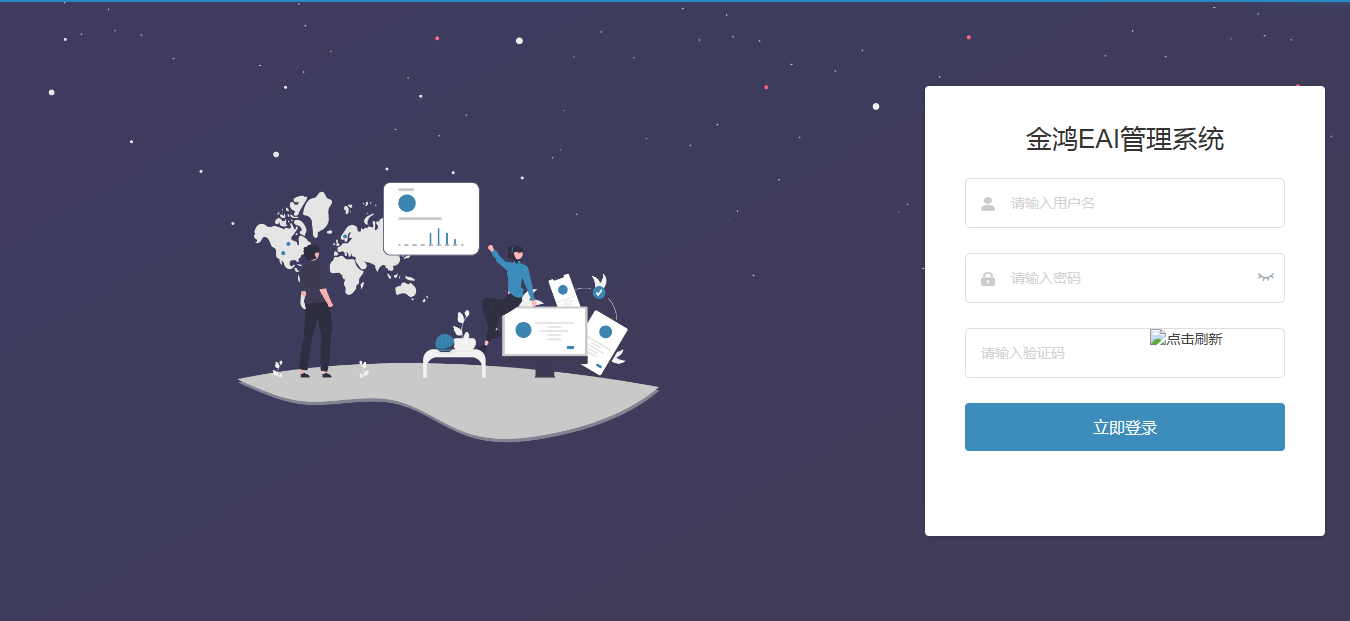 金鸿EAI管理系统
请输入用户名
请输入密码
请输入验证码
点击刷新
立即登录